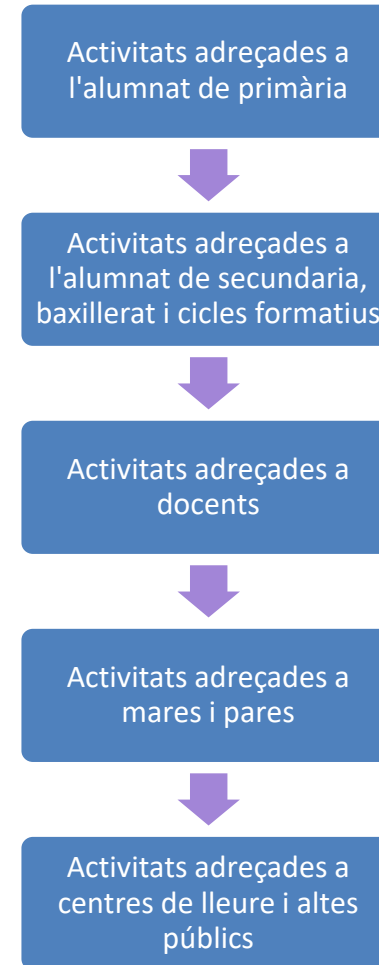 Activitats adreçades a
l'alumnat de primària
Activitats adreçades a
l'alumnat de secundaria,
baxillerat i cicles formatius
Activitats adreçades a
docents
Activitats adreçades a
mares i pares
Activitats adreçades a
centres de lleure i altes
públics